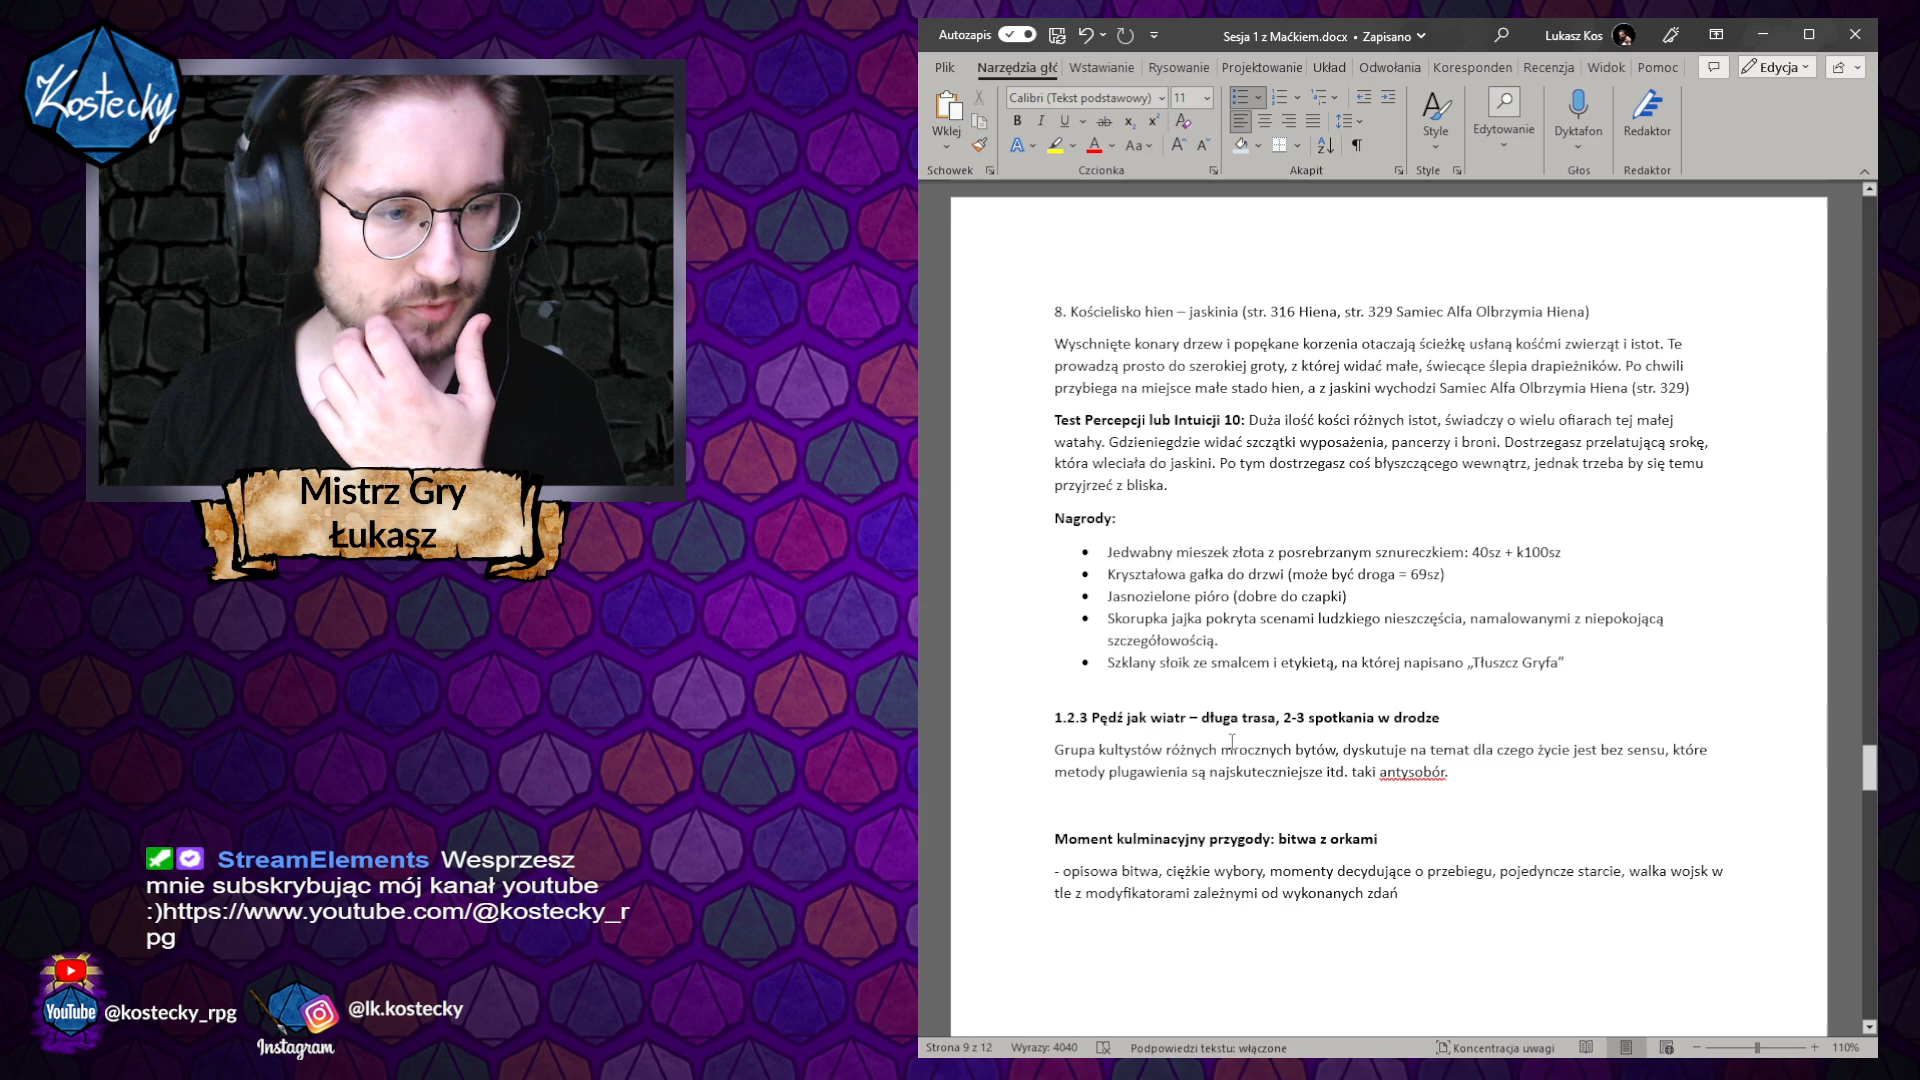 Kostecky
Mistrz Gry
Łukasz
StreamElements Wesprzesz
mnie subskrybując mój kanał youtube
:)https://www.youtube.com/@kostecky_r
pg
YouTube @kostecky_rpg
Instagram @lk.kostecky
Autozapis Sesja 1 z Maćkiem.docx • Zapisano Lukasz Kos
Plik Narzędzia głć Wstawianie Rysowanie Projektowanie Układ Odwołania Koresponden Recenzja Widok Pomoc Edycja
Calibri (Tekst podstawowy) 11
Wklej Style Edytowanie Dyktafon Redaktor
Schowek Czcionka Akapit Style Głos Redaktor
8. Kościelisko hien – jaskinia (str. 316 Hiena, str. 329 Samiec Alfa Olbrzymia Hiena)
Wyschnięte konary drzew i popękane korzenia otaczają ścieżkę usłaną kośćmi zwierząt i istot. Te
prowadzą prosto do szerokiej groty, z której widać małe, świecące ślepia drapieżników. Po chwili
przybiega na miejsce małe stado hien, a z jaskini wychodzi Samiec Alfa Olbrzymia Hiena (str. 329)
Test Percepcji lub Intuicji 10: Duża ilość kości różnych istot, świadczy o wielu ofiarach tej małej
watahy. Gdzieniegdzie widać szczątki wyposażenia, pancerzy i broni. Dostrzegasz przelatującą srokę,
która wleciała do jaskini. Po tym dostrzegasz coś błyszczącego wewnątrz, jednak trzeba by się temu
przyjrzeć z bliska.
Nagrody:
• Jedwabny mieszek złota z posrebrzanym sznureczkiem: 40sz + k100sz
• Kryształowa gałka do drzwi (może być droga = 69sz)
• Jasnozielone pióro (dobre do czapki)
• Skorupka jajka pokryta scenami ludzkiego nieszczęścia, namalowanymi z niepokojącą
szczegółowością.
• Szklany słoik ze smalcem i etykietą, na której napisano „Tłuszcz Gryfa”
1.2.3 Pędź jak wiatr – długa trasa, 2-3 spotkania w drodze
Grupa kultystów różnych mrocznych bytów, dyskutuje na temat dla czego życie jest bez sensu, które
metody plugawienia są najskuteczniejsze itd. taki antysobór.
Moment kulminacyjny przygody: bitwa z orkami
- opisowa bitwa, ciężkie wybory, momenty decydujące o przebiegu, pojedyncze starcie, walka wojsk w
tle z modyfikatorami zależnymi od wykonanych zdań
Strona 9 z 12 Wyrazy: 4040 Podpowiedzi tekstu: włączone Koncentracja uwagi 110%